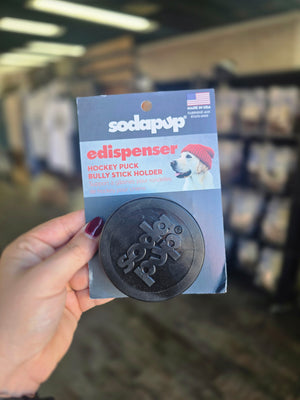 MADE IN USA
sodapup®
edispenser
HOCKEY PUCK
BULLY STICK HOLDER
soda
pup